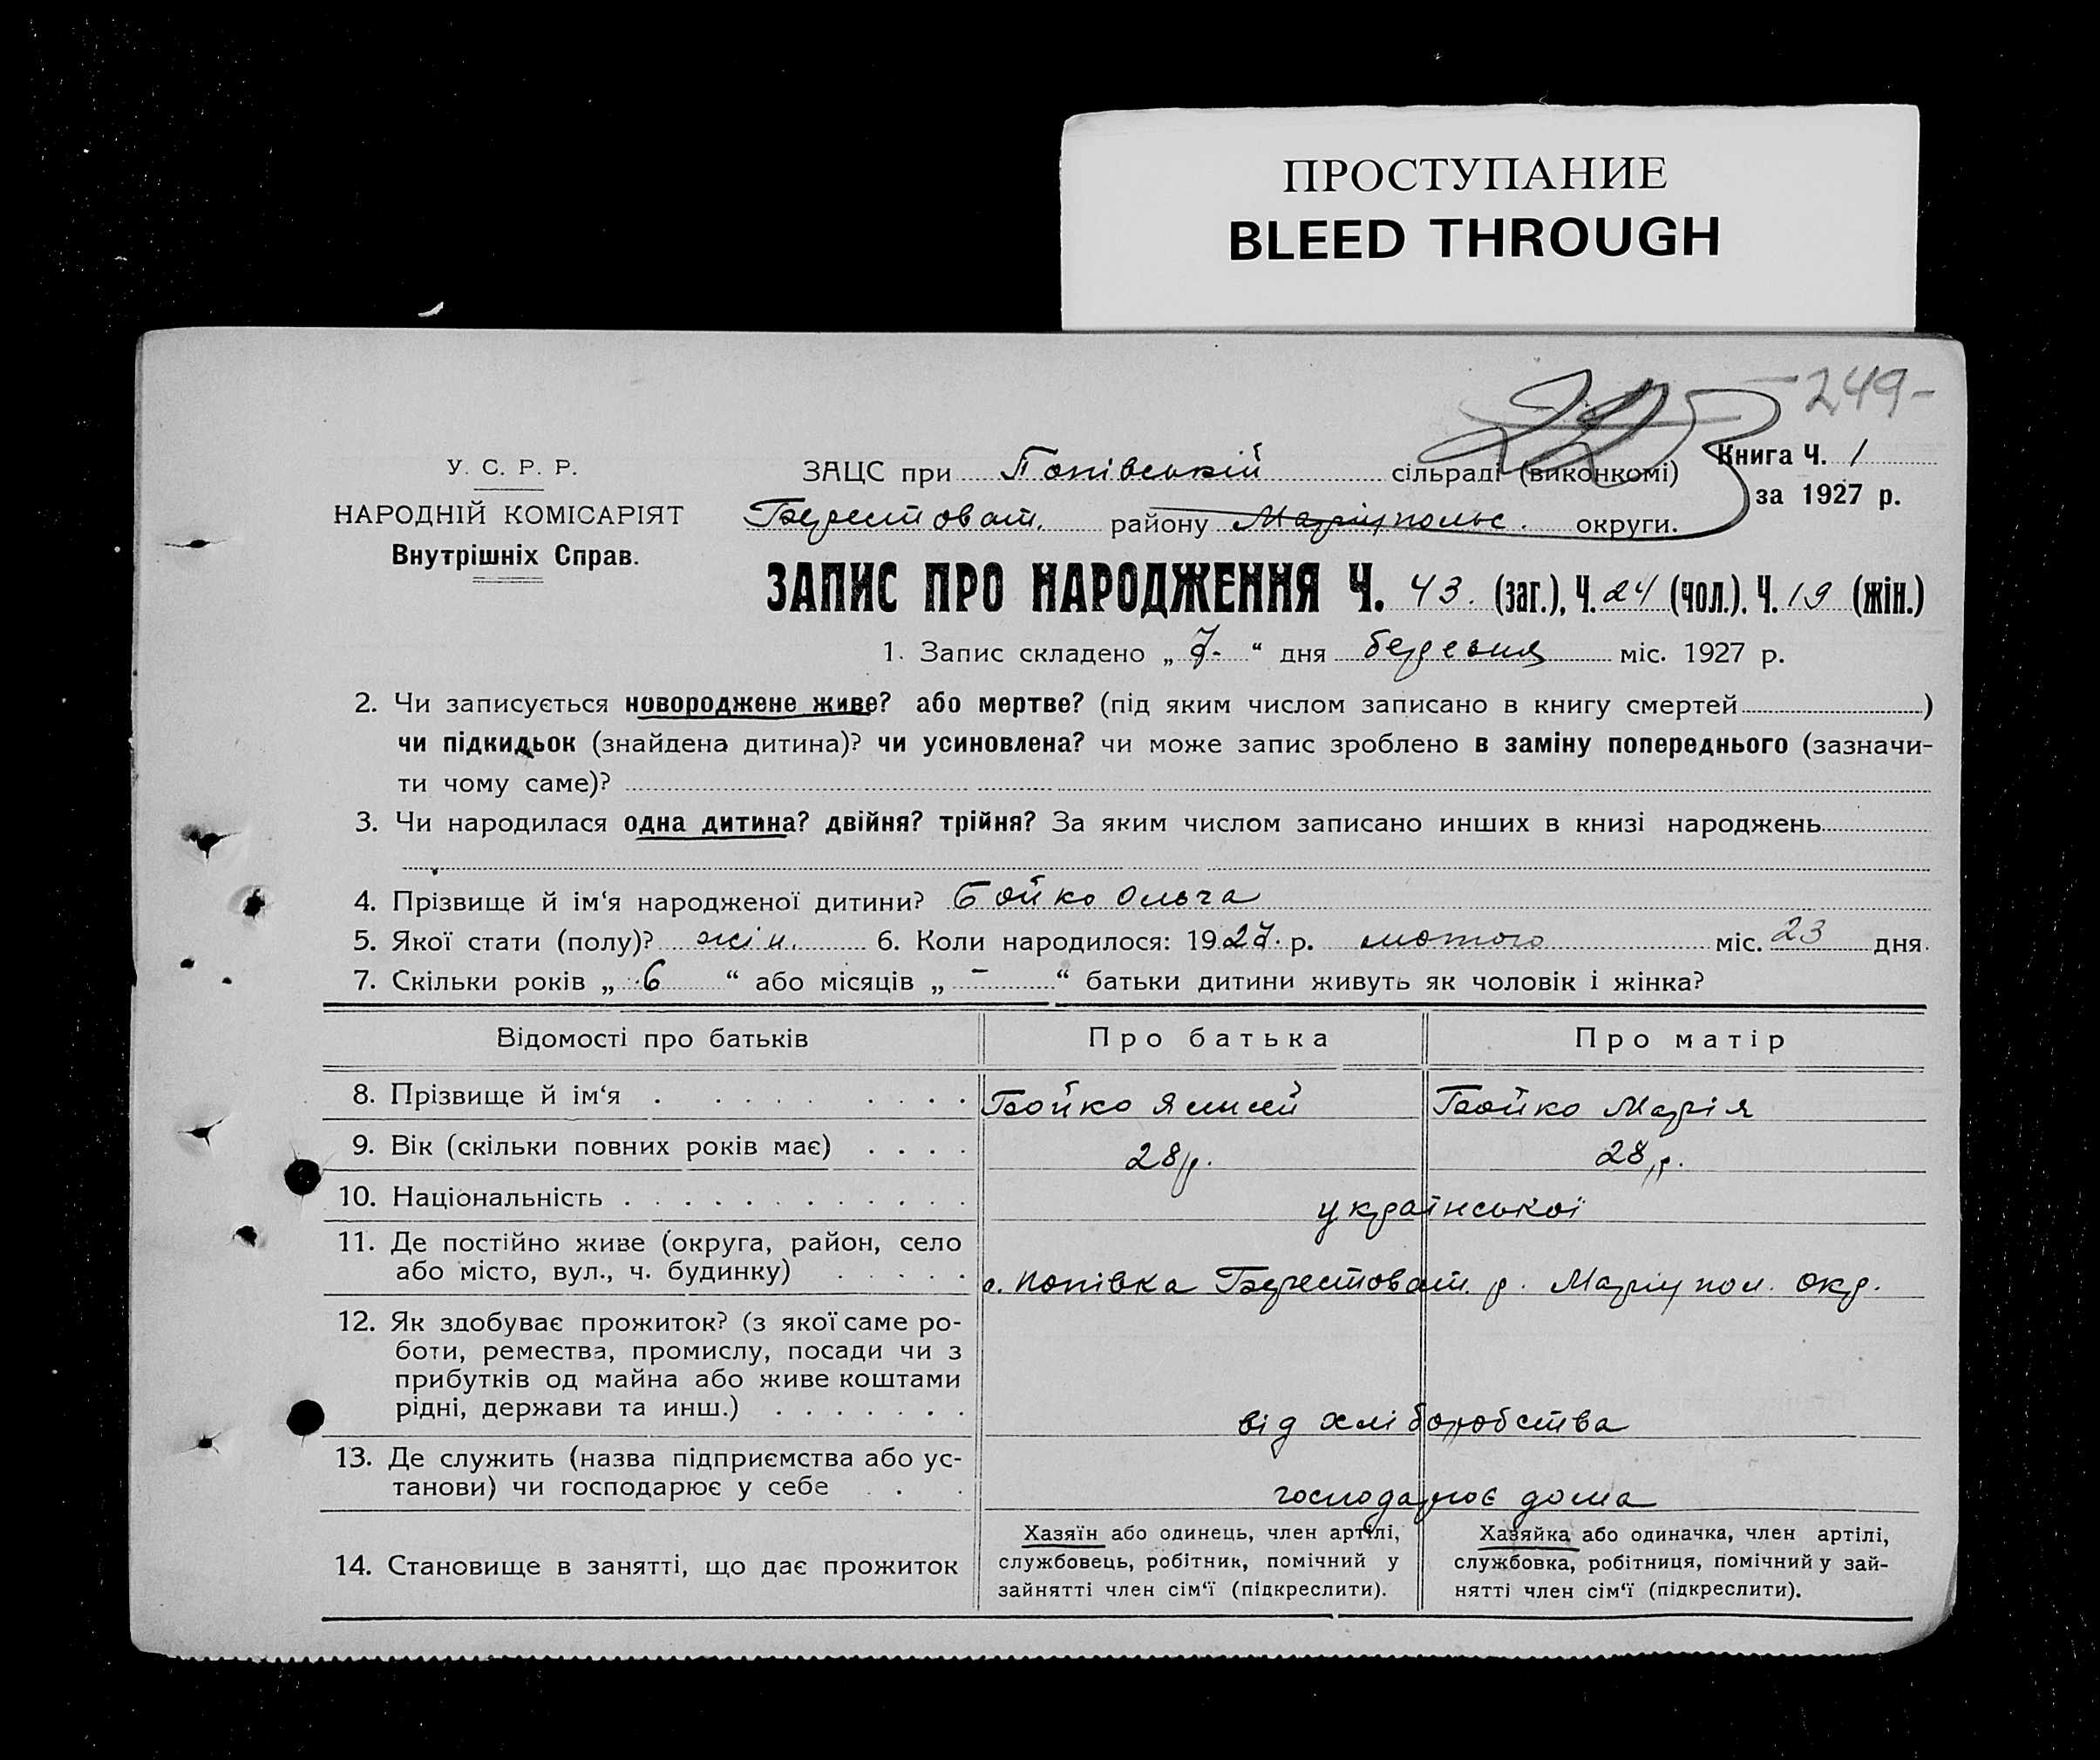 ПРОСТУПАНИЕ
BLEED THROUGH
249-
У. С. Р. Р.
НАРОДНІЙ КОМІСАРІЯТ
Внутрішніх Справ.
ЗАЦС при Попівській сільраді (виконкомі)
Берестоват. району Маріупольс. округи.
Книга Ч. 1
за 1927 р.
ЗАПИС ПРО НАРОДЖЕННЯ Ч. 43. (заг.), Ч. 24 (чол.). Ч. 19 (жін.)
1. Запис складено „ 7- “ дня березня міс. 1927 р.
2. Чи записується новороджене живе? або мертве? (під яким числом записано в книгу смертей )
чи підкидьок (знайдена дитина)? чи усиновлена? чи може запис зроблено в заміну попереднього (зазначи-
ти чому саме)?
3. Чи народилася одна дитина? двійня? трійня? За яким числом записано инших в книзі народжень
4. Прізвище й ім‘я народженої дитини? Бойко Ольга
5. Якої стати (полу)? жін. 6. Коли народилося: 1927. р. лютого міс. 23 дня.
7. Скільки років „ 6 “ або місяців „ - “ батьки дитини живуть як чоловік і жінка?
Відомості про батьків Про батька Про матір
8. Прізвище й ім‘я Бойко Бойко Марія
9. Вік (скільки повних років має) 28 р. 28 р.
10. Національність української
11. Де постійно живе (округа, район, село
або місто, вул., ч. будинку) с. Попівка Берестоват. р. Маріупол. окр.
12. Як здобуває прожиток? (з якої саме ро-
боти, ремества, промислу, посади чи з
прибутків од майна або живе коштами
рідні, держави та инш.) від хліборобства
13. Де служить (назва підприємства або ус-
танови) чи господарює у себе господарює дома
14. Становище в занятті, що дає прожиток
Хазяїн або одинець, член артілі,
службовець, робітник, помічний у
зайнятті член сім‘ї (підкреслити).
Хазяйка або одиначка, член артілі,
службовка, робітниця, помічний у зай-
нятті член сім‘ї (підкреслити).